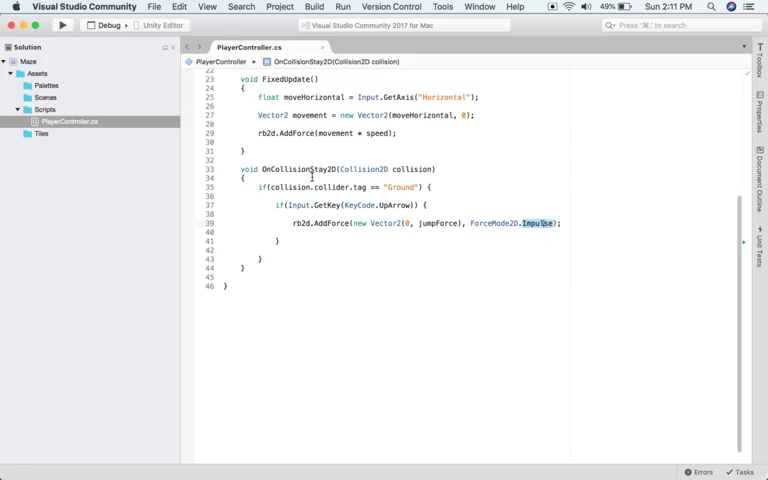 Visual Studio Community File Edit View Search Project Build Run Version Control Tools Window Help 49% Sun 2:11 PM
Debug › Unity Editor Visual Studio Community 2017 for Mac Press '⌘.' to search
Solution
PlayerController.cs
PlayerController ▸ OnCollisionStay2D(Collision2D collision)
Maze
Assets
Palettes
Scenes
Scripts
PlayerController.cs
Tiles
22
23 void FixedUpdate()
24 {
25 float moveHorizontal = Input.GetAxis("Horizontal");
26
27 Vector2 movement = new Vector2(moveHorizontal, 0);
28
29 rb2d.AddForce(movement * speed);
30
31 }
32
33 void OnCollisionStay2D(Collision2D collision)
34 {
35 if(collision.collider.tag == "Ground") {
36
37 if(Input.GetKey(KeyCode.UpArrow)) {
38
39 rb2d.AddForce(new Vector2(0, jumpForce), ForceMode2D.Impulse);
40
41 }
42
43 }
44 }
45
46 }
Toolbox
Properties
Document Outline
Unit Tests
Errors Tasks